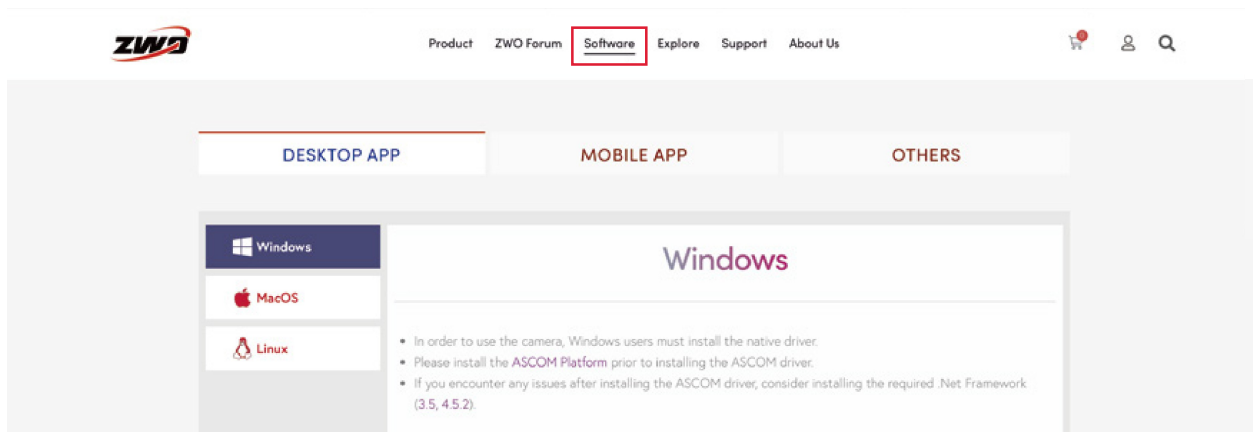 ZWO
Product ZWO Forum Software Explore Support About Us
0
DESKTOP APP MOBILE APP OTHERS
Windows
MacOS
Linux
Windows
In order to use the camera, Windows users must install the native driver.
Please install the ASCOM Platform prior to installing the ASCOM driver.
If you encounter any issues after installing the ASCOM driver, consider installing the required .Net Framework
(3.5, 4.5.2).